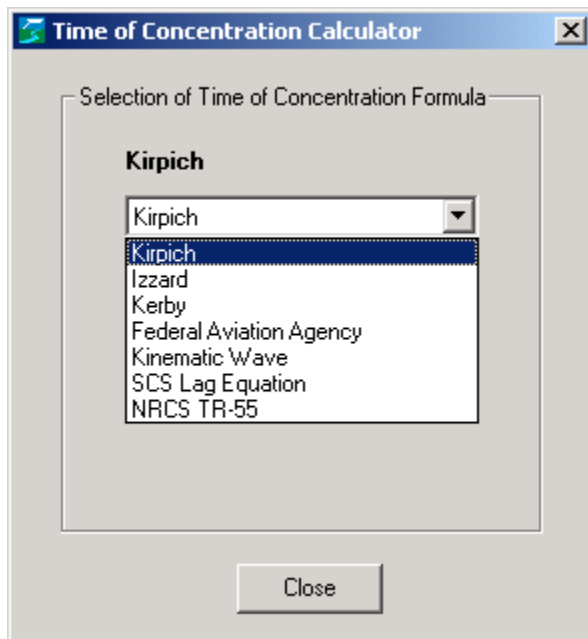 Time of Concentration Calculator
Selection of Time of Concentration Formula
Kirpich
Kirpich
Kirpich
Izzard
Kerby
Federal Aviation Agency
Kinematic Wave
SCS Lag Equation
NRCS TR-55
Close